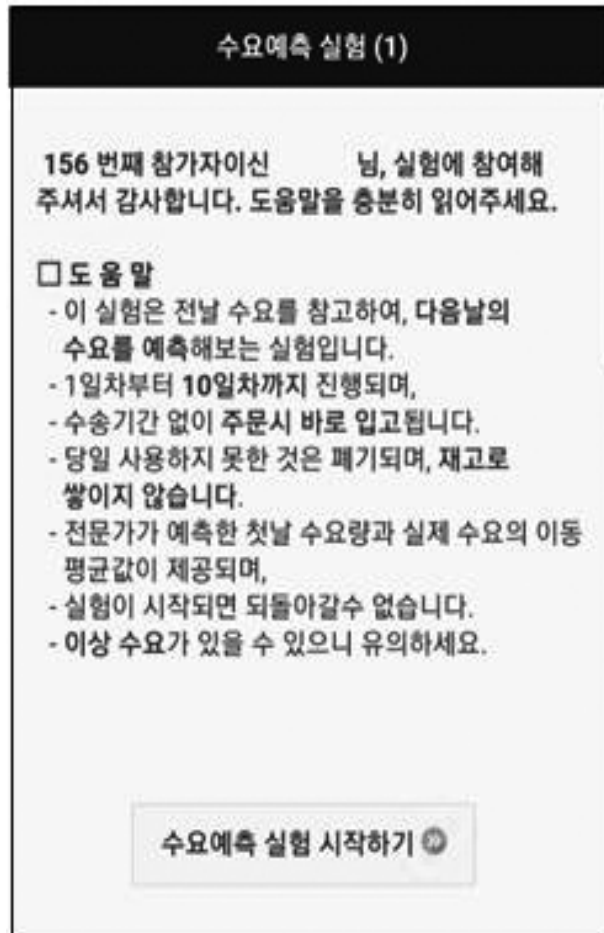 수요예측 실험 (1)
156 번째 참가자이신 님, 실험에 참여해
주셔서 감사합니다. 도움말을 충분히 읽어주세요.
□ 도 움 말
- 이 실험은 전날 수요를 참고하여, 다음날의
수요를 예측해보는 실험입니다.
- 1일차부터 10일차까지 진행되며,
- 수송기간 없이 주문시 바로 입고됩니다.
- 당일 사용하지 못한 것은 폐기되며, 재고로
쌓이지 않습니다.
- 전문가가 예측한 첫날 수요량과 실제 수요의 이동
평균값이 제공되며,
- 실험이 시작되면 되돌아갈수 없습니다.
- 이상 수요가 있을 수 있으니 유의하세요.
수요예측 실험 시작하기